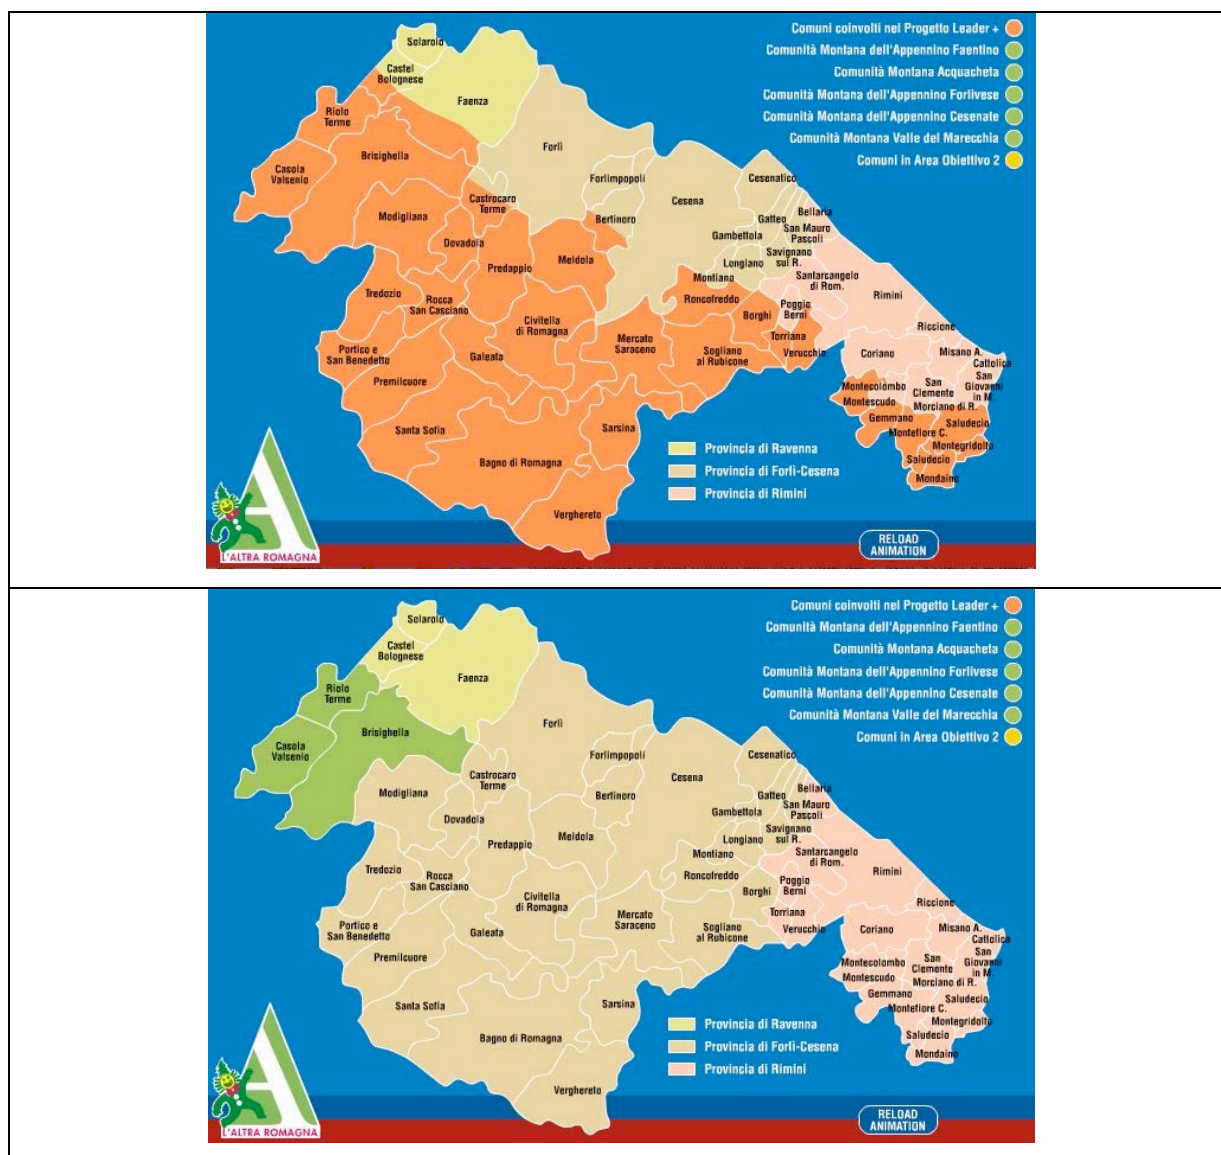 Comuni coinvolti nel Progetto Leader +
Comunità Montana dell'Appennino Faentino
Comunità Montana Acquacheta
Comunità Montana dell'Appennino Forlivese
Comunità Montana dell'Appennino Cesenate
Comunità Montana Valle del Marecchia
Comuni in Area Obiettivo 2
Solarolo
Castel
Bolognese
Faenza
Riolo
Terme
Forlì
Brisighella
Casola
Valsenio
Forlimpopoli
Cesenatico
Castrocaro
Terme
Cesena
Modigliana
Bertinoro
Gatteo
Bellaria
San Mauro
Pascoli
Gambettola
Dovadola
Savignano
sul R.
Meldola
Longiano
Predappio
Montiano
Santarcangelo
di Rom.
Tredozio
Rocca
San Casciano
Roncofreddo
Rimini
Poggio
Berni
Borghi
Civitella
di Romagna
Riccione
Torriana
Mercato
Saraceno
Portico e
San Benedetto
Galeata
Sogliano
al Rubicone
Verucchio
Coriano
Misano A.
Cattolica
San
Giovanni
in M.
Premilcuore
Montecolombo
San
Clemente
Montescudo
Morciano di R.
Gemmano
Saludecio
Santa Sofia
Sarsina
Montefiore C.
Montegridolfo
Bagno di Romagna
Saludecio
Mondaino
Verghereto
Provincia di Ravenna
Provincia di Forlì-Cesena
Provincia di Rimini
L'ALTRA ROMAGNA
RELOAD
ANIMATION
Comuni coinvolti nel Progetto Leader +
Comunità Montana dell'Appennino Faentino
Comunità Montana Acquacheta
Comunità Montana dell'Appennino Forlivese
Comunità Montana dell'Appennino Cesenate
Comunità Montana Valle del Marecchia
Comuni in Area Obiettivo 2
Solarolo
Castel
Bolognese
Faenza
Riolo
Terme
Forlì
Brisighella
Casola
Valsenio
Forlimpopoli
Cesenatico
Castrocaro
Terme
Cesena
Modigliana
Bertinoro
Gatteo
Bellaria
San Mauro
Pascoli
Gambettola
Dovadola
Savignano
sul R.
Meldola
Longiano
Predappio
Montiano
Santarcangelo
di Rom.
Tredozio
Rocca
San Casciano
Roncofreddo
Rimini
Poggio
Berni
Borghi
Civitella
di Romagna
Riccione
Torriana
Mercato
Saraceno
Portico e
San Benedetto
Galeata
Sogliano
al Rubicone
Verucchio
Coriano
Misano A.
Cattolica
San
Giovanni
in M.
Premilcuore
Montecolombo
San
Clemente
Montescudo
Morciano di R.
Gemmano
Saludecio
Santa Sofia
Sarsina
Montefiore C.
Montegridolfo
Bagno di Romagna
Saludecio
Mondaino
Verghereto
Provincia di Ravenna
Provincia di Forlì-Cesena
Provincia di Rimini
L'ALTRA ROMAGNA
RELOAD
ANIMATION